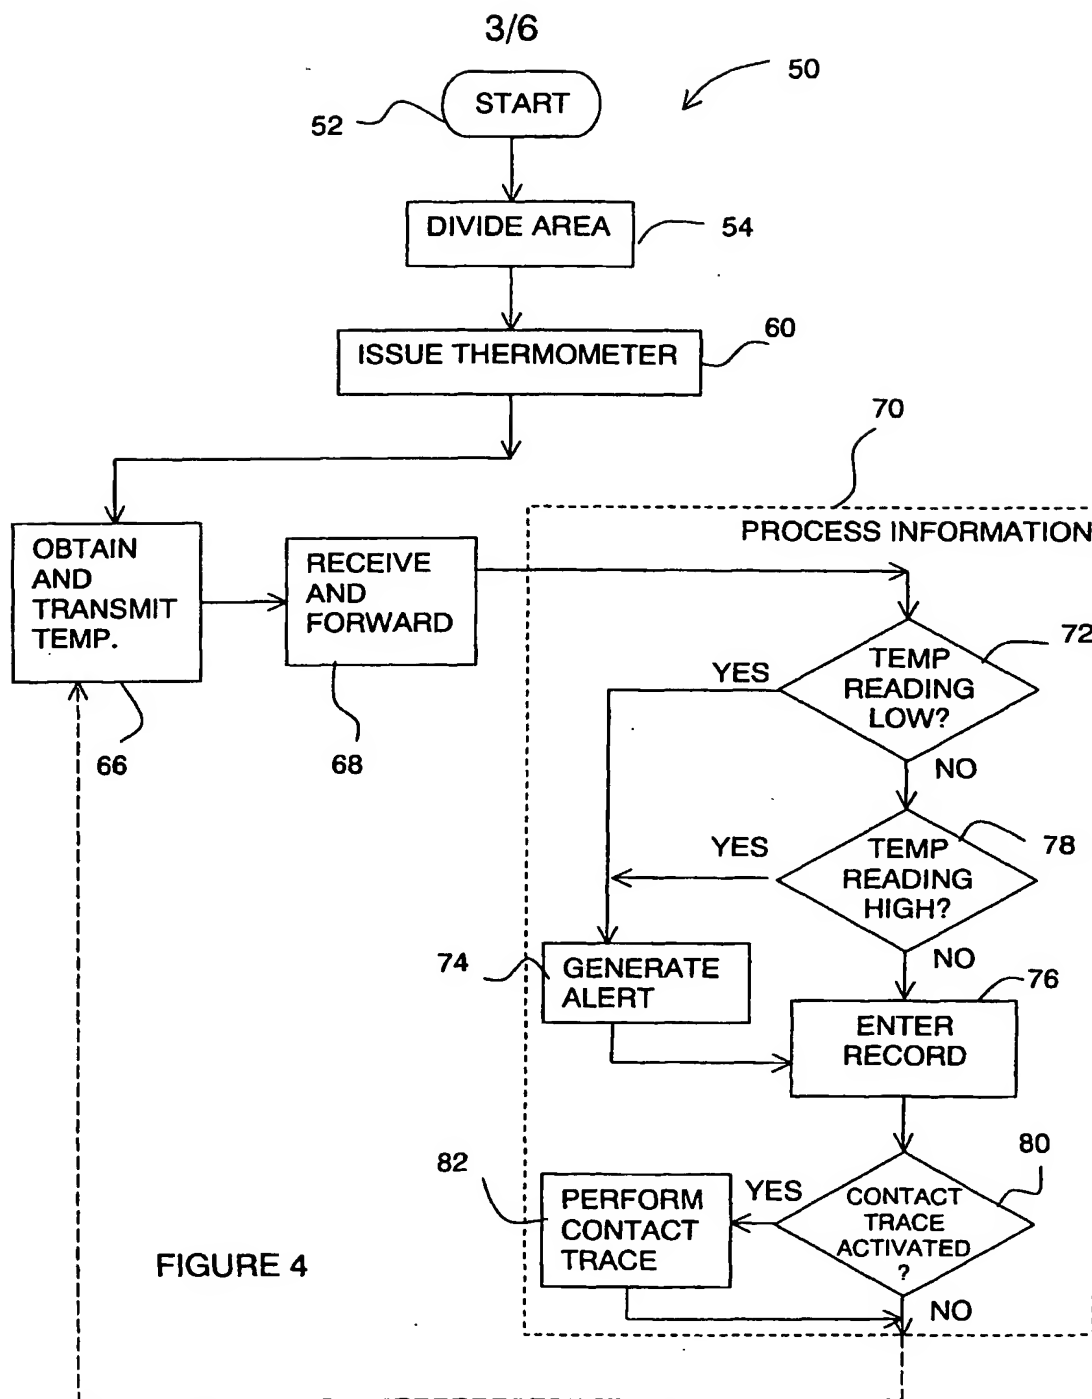 3/6
50
START
52
DIVIDE AREA
54
60
ISSUE THERMOMETER
70
PROCESS INFORMATION
OBTAIN
AND
TRANSMIT
TEMP.
RECEIVE
AND
FORWARD
66
68
72
TEMP
READING
LOW?
YES
NO
78
TEMP
READING
HIGH?
YES
NO
74
GENERATE
ALERT
76
ENTER
RECORD
80
82
PERFORM
CONTACT
TRACE
YES
CONTACT
TRACE
ACTIVATED
?
NO
FIGURE 4